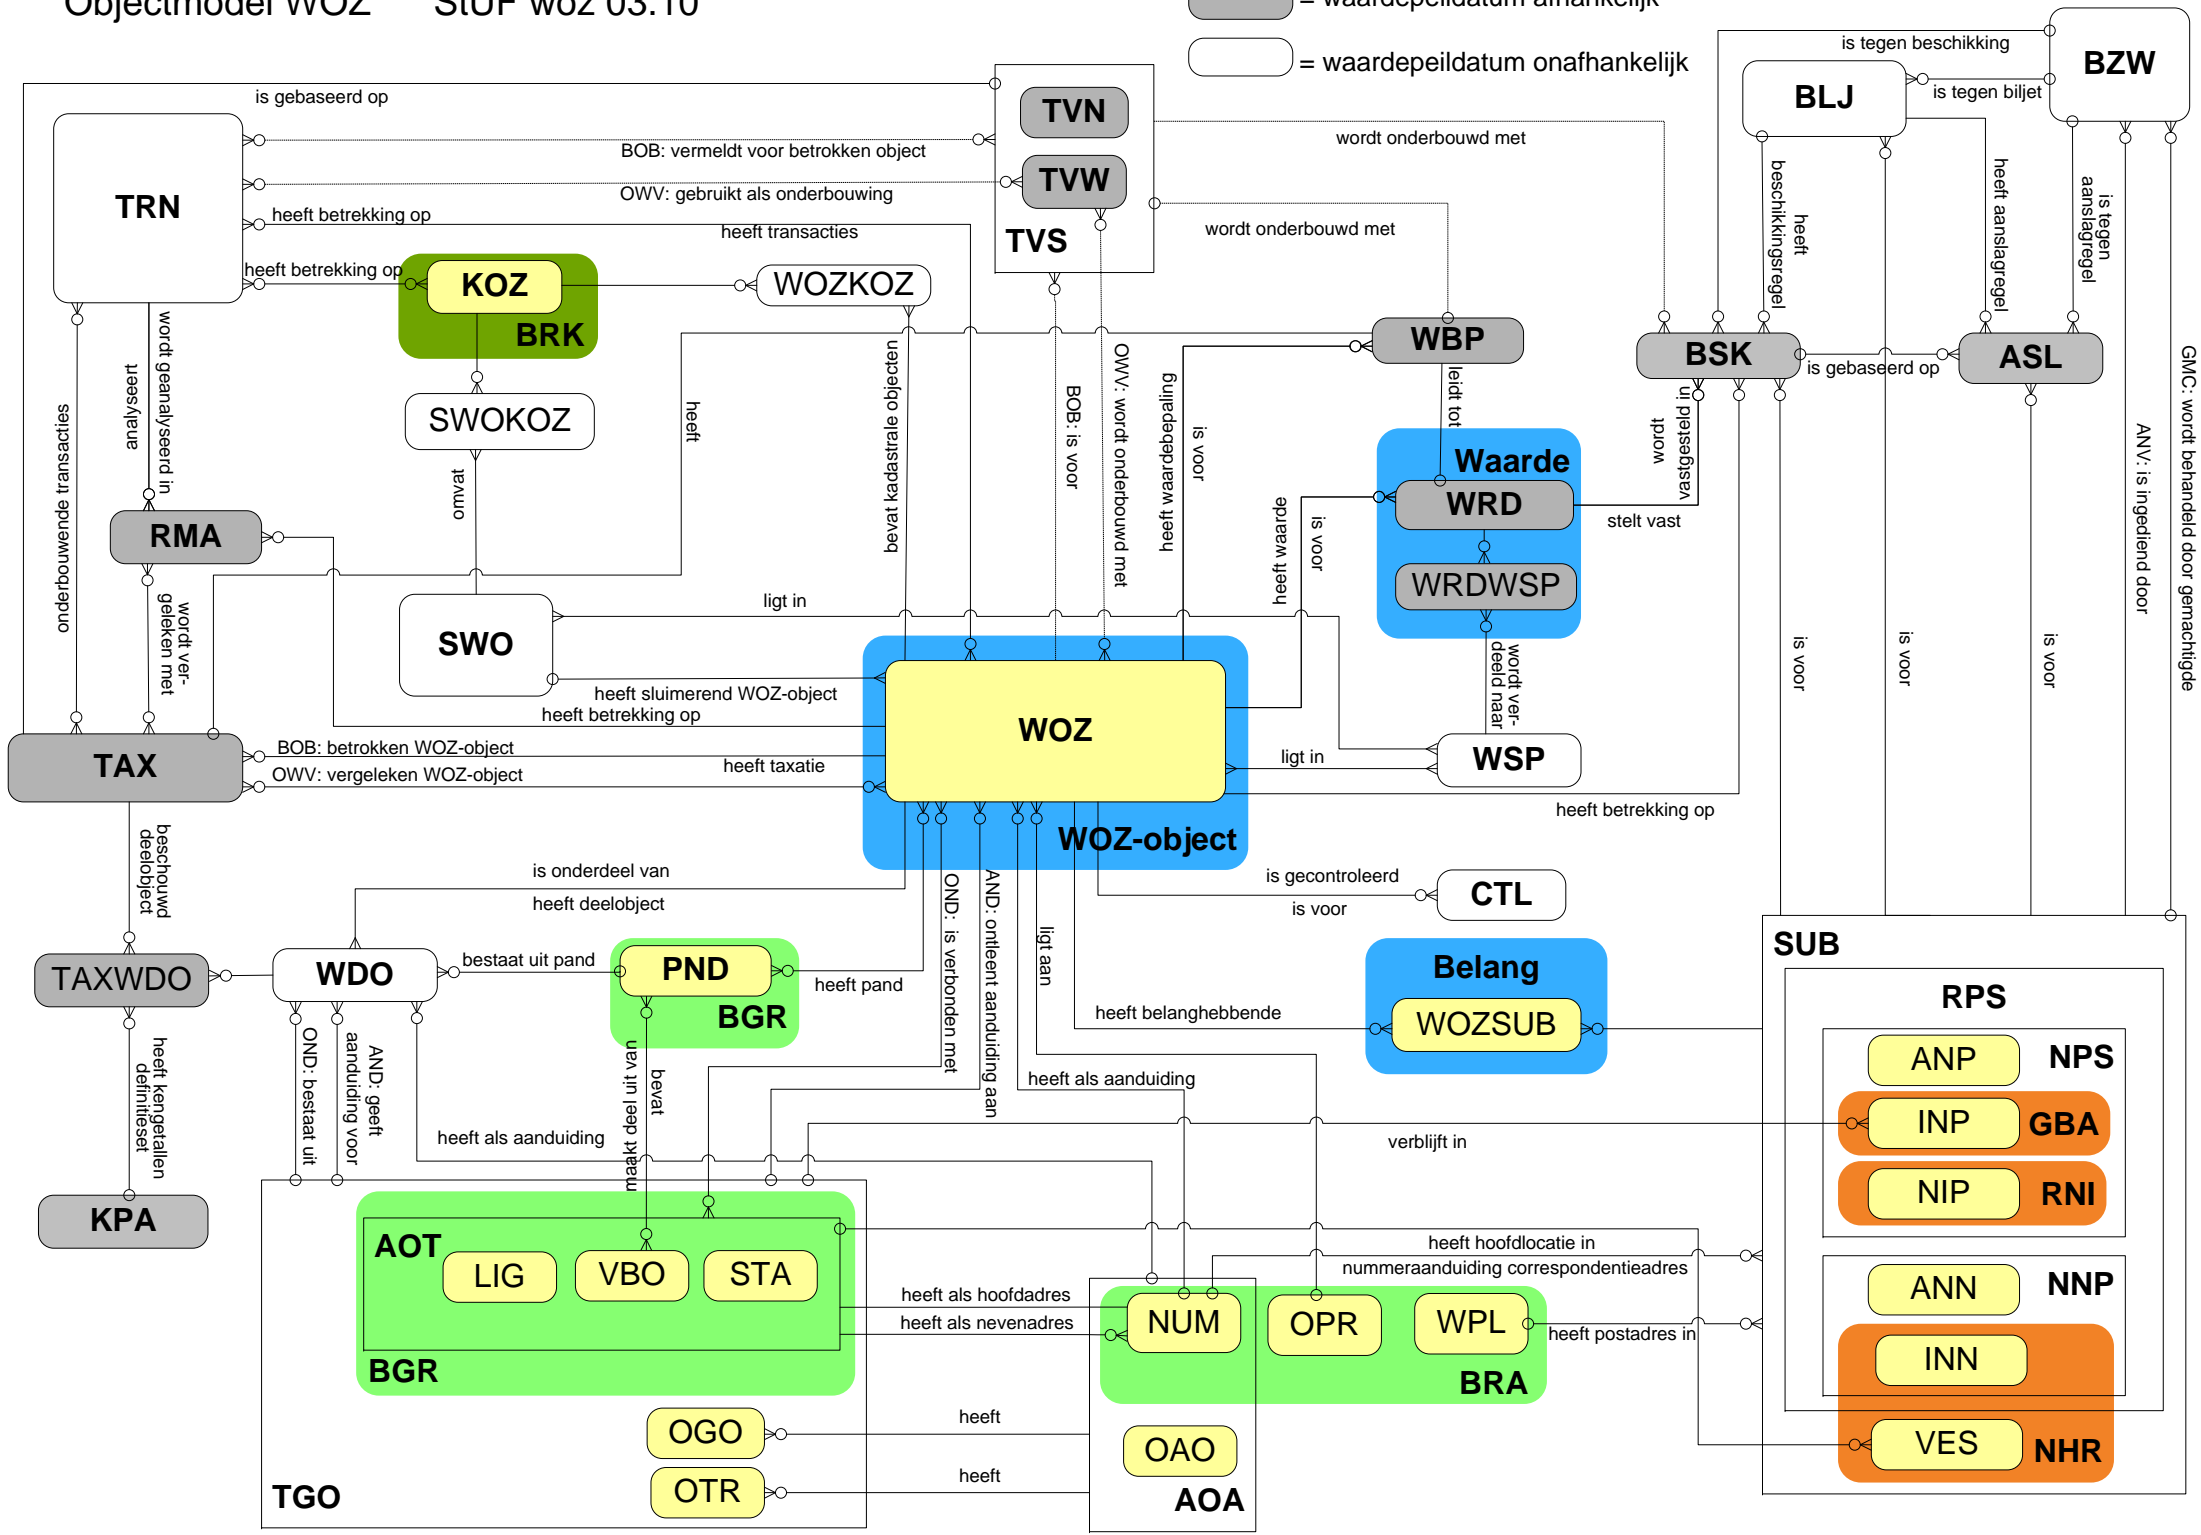 Objectmodel WOZ StUF woz 03.10
= waardepeildatum afhankelijk
= waardepeildatum onafhankelijk
is tegen beschikking
BZW
BLJ
is tegen biljet
is gebaseerd op
TVN
TVW
TVS
BOB: vermeldt voor betrokken object
OWV: gebruikt als onderbouwing
wordt onderbouwd met
wordt onderbouwd met
TRN
heeft betrekking op
heeft transacties
heeft betrekking op
KOZ
BRK
WOZKOZ
heeft
beschikkingsregel
heeft aanslagregel
is tegen
aanslagregel
WBP
BSK
is gebaseerd op
ASL
wordt geanalyseerd in
analyseert
onderbouwende transacties
SWOKOZ
omvat
heeft
bevat kadastrale objecten
BOB: is voor
OWV: wordt onderbouwd met
heeft waardebepaling
is voor
leidt tot
Waarde
WRD
WRDWSP
wordt
vastgesteld in
stelt vast
heeft waarde
is voor
wordt ver-
deeld naar
ANV: is ingediend door
GMC: wordt behandeld door gemachtigde
is voor
is voor
is voor
RMA
wordt ver-
geleken met
SWO
ligt in
heeft sluimerend WOZ-object
heeft betrekking op
WOZ
WOZ-object
ligt in
WSP
heeft betrekking op
TAX
BOB: betrokken WOZ-object
heeft taxatie
OWV: vergeleken WOZ-object
beschouwd
deelobject
is onderdeel van
heeft deelobject
is gecontroleerd
is voor
CTL
TAXWDO
WDO
bestaat uit pand
PND
BGR
heeft pand
OND: is verbonden met
AND: ontleent aanduiding aan
ligt aan
Belang
WOZSUB
heeft belanghebbende
heeft als aanduiding
SUB
RPS
ANP
NPS
INP
GBA
NIP
RNI
heeft kengetallen
definitieset
KPA
OND: bestaat uit
AND: geeft
aanduiding voor
heeft als aanduiding
maakt deel uit van
bevat
verblijft in
AOT
LIG
VBO
STA
BGR
heeft als hoofdadres
heeft als nevenadres
heeft hoofdlocatie in
nummeraanduiding correspondentieadres
NUM
OPR
WPL
heeft postadres in
BRA
ANN
NNP
INN
VES
NHR
OGO
heeft
OTR
heeft
OAO
AOA
TGO